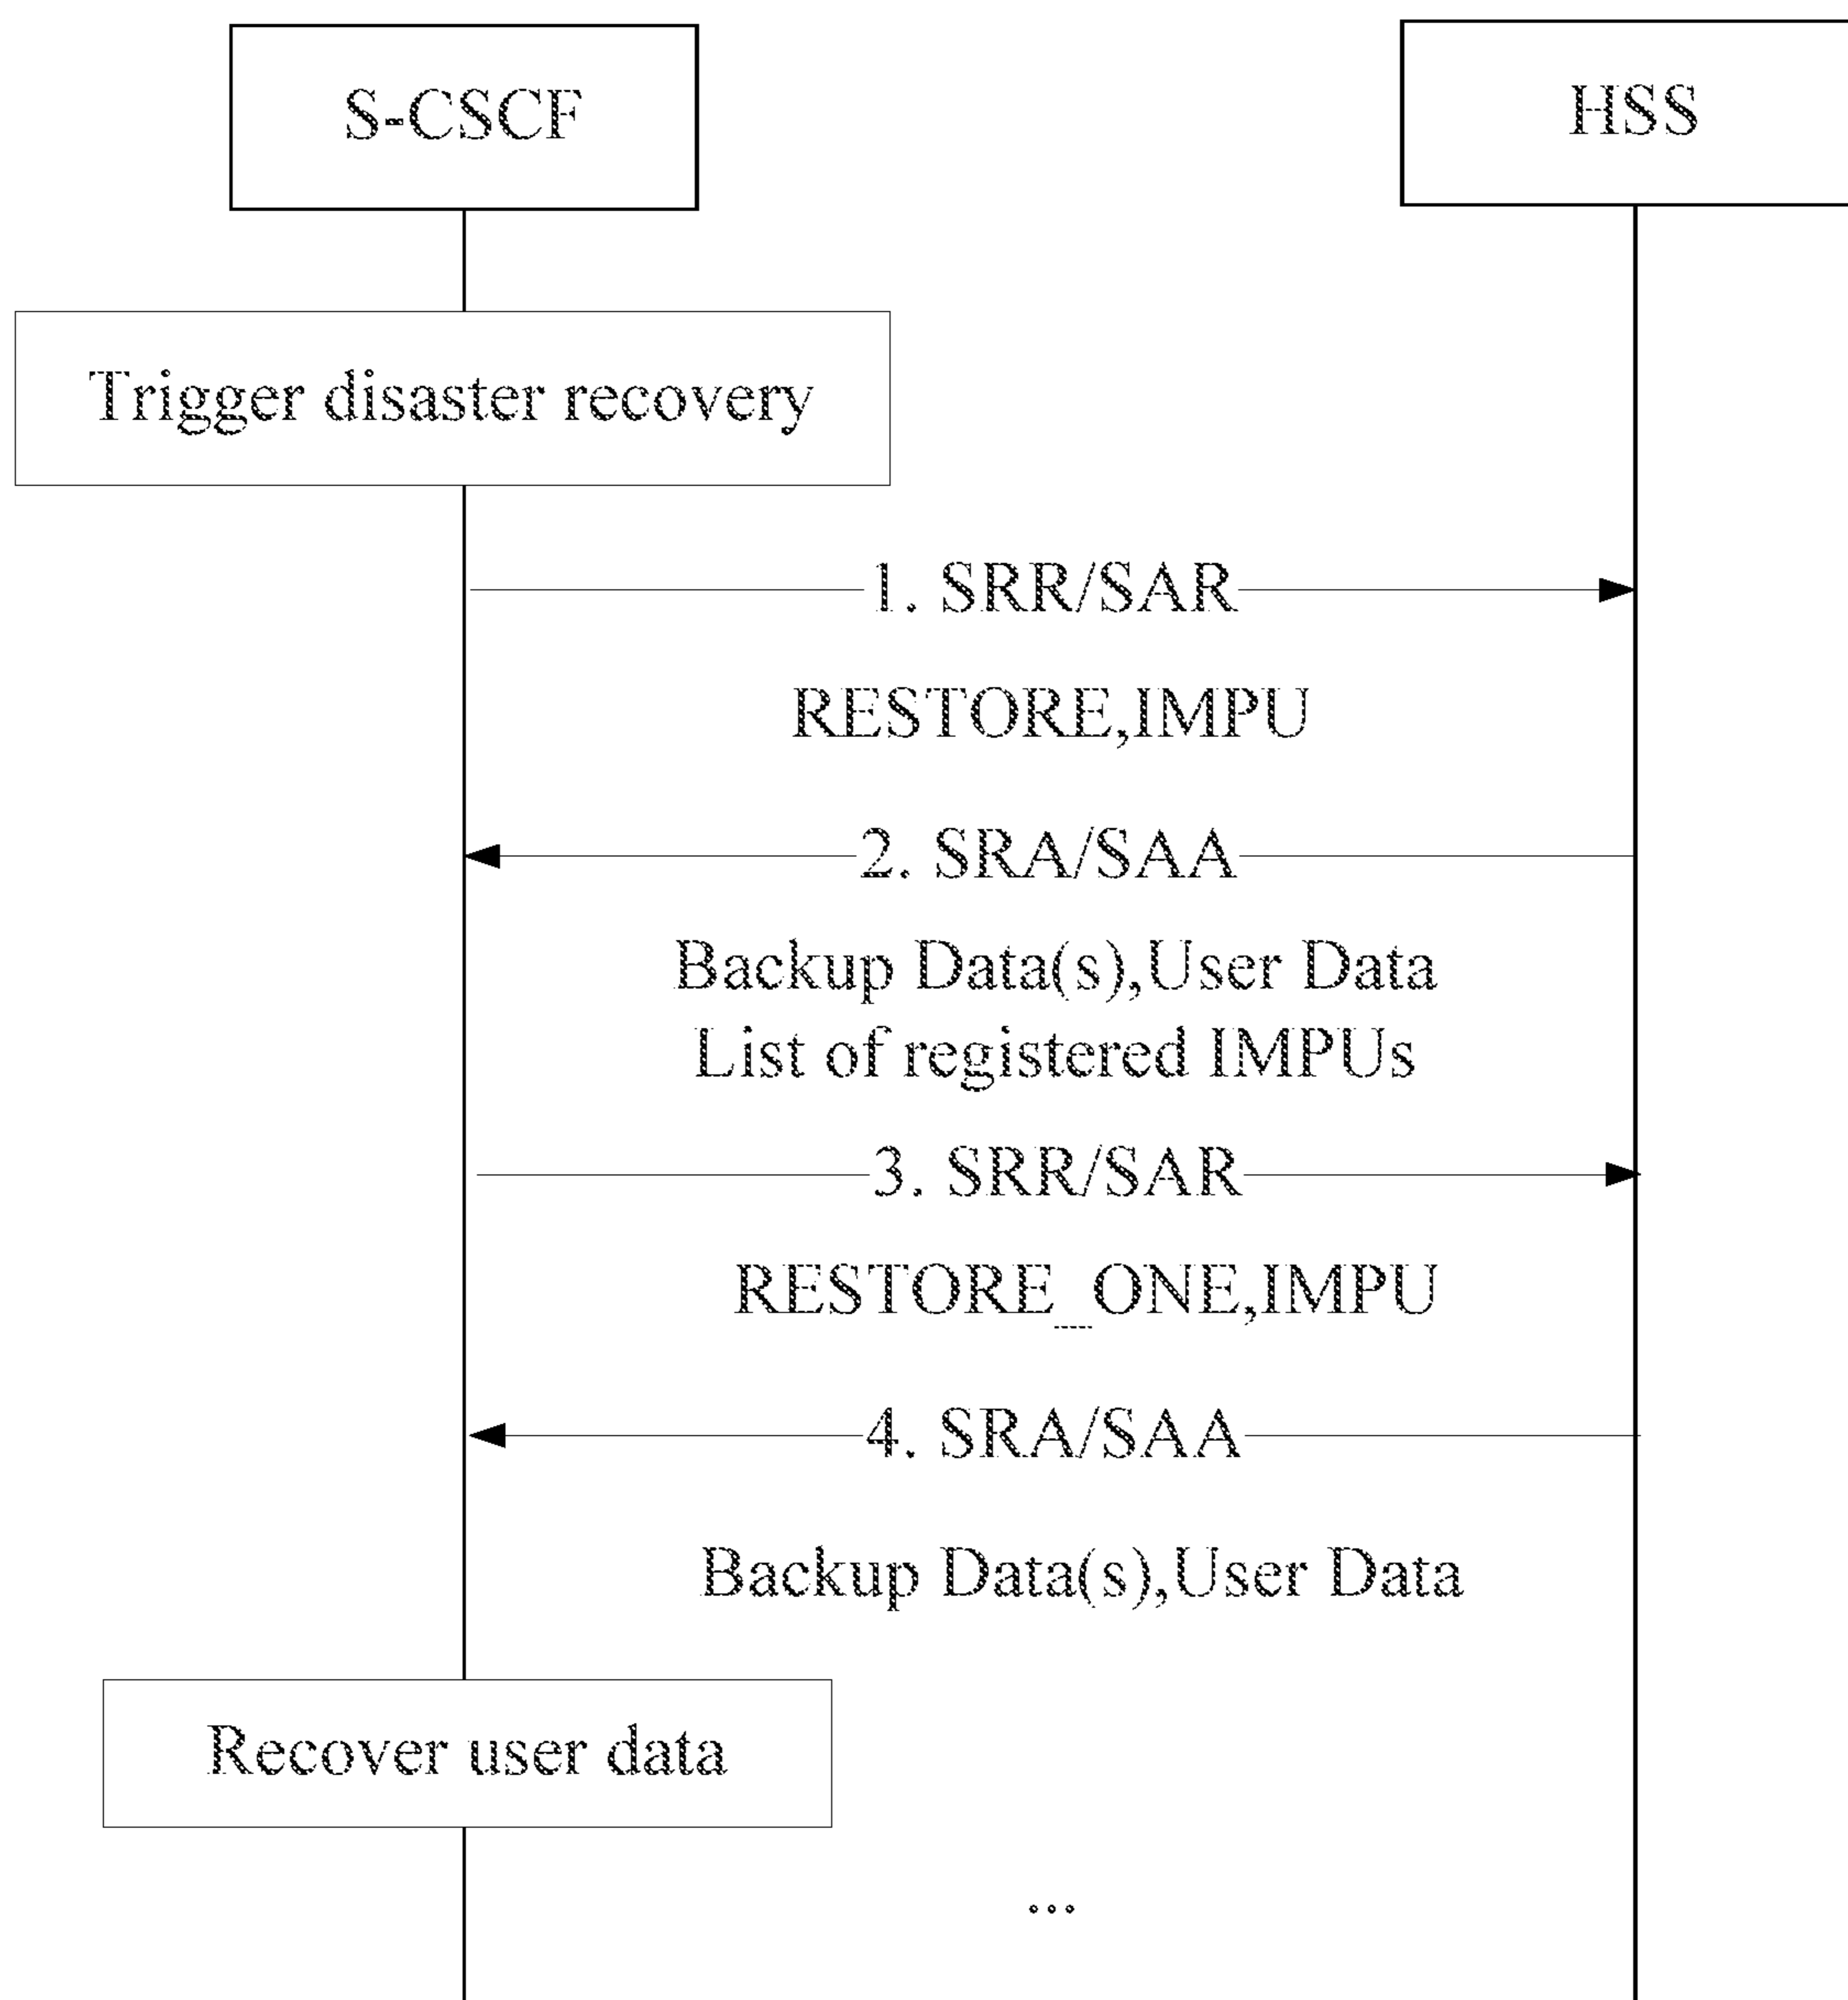 S-CSCF
HSS
Trigger disaster recovery
1. SRR/SAR
RESTORE,IMPU
2. SRA/SAA
Backup Data(s),User Data
List of registered IMPUs
3. SRR/SAR
RESTORE_ONE,IMPU
4. SRA/SAA
Backup Data(s),User Data
Recover user data
...